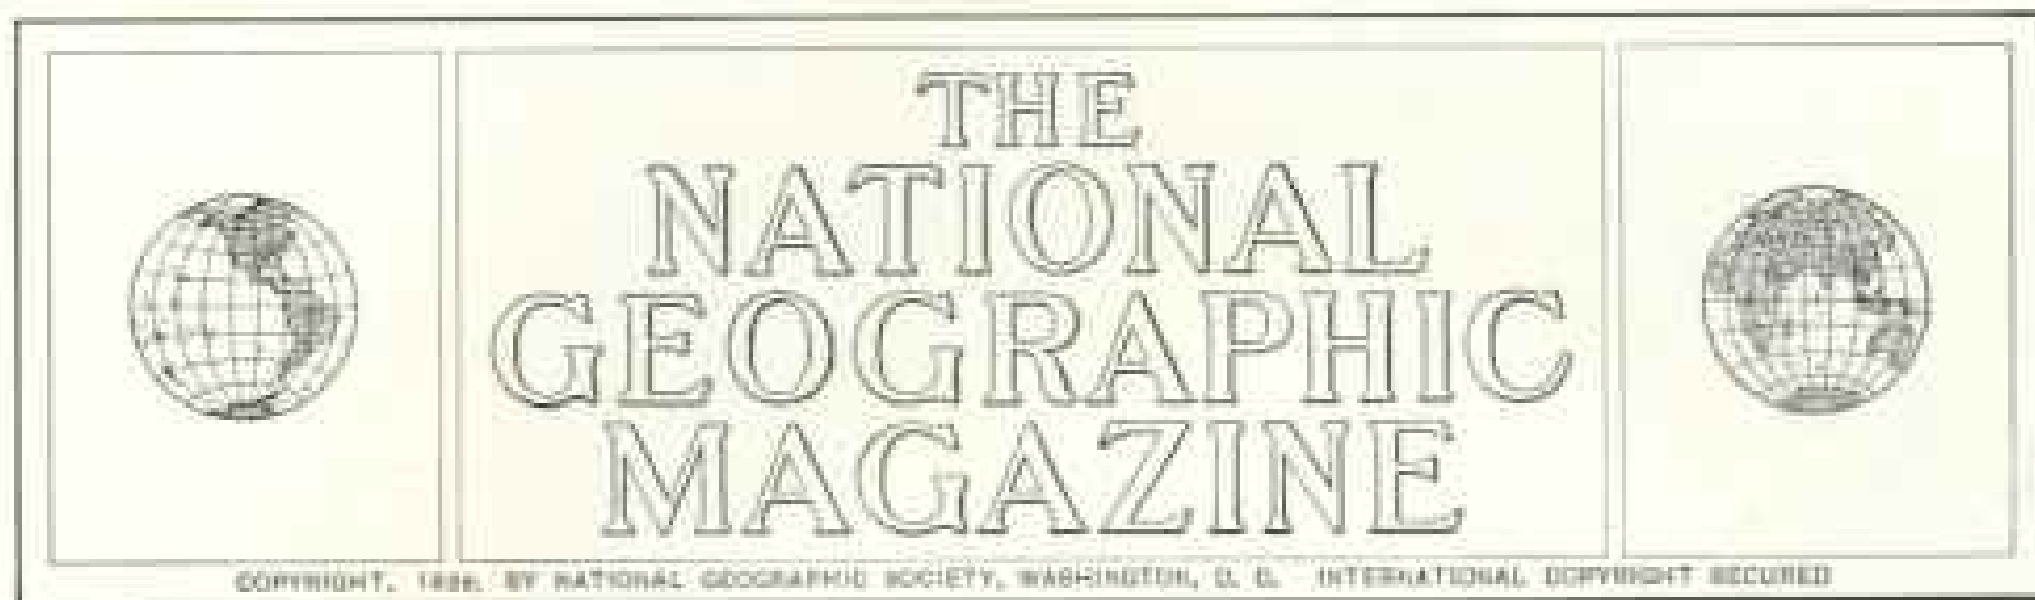 THE
NATIONAL
GEOGRAPHIC
MAGAZINE
COPYRIGHT, BY NATIONAL GEOGRAPHIC SOCIETY, WASHINGTON, D. C. INTERNATIONAL COPYRIGHT SECURED